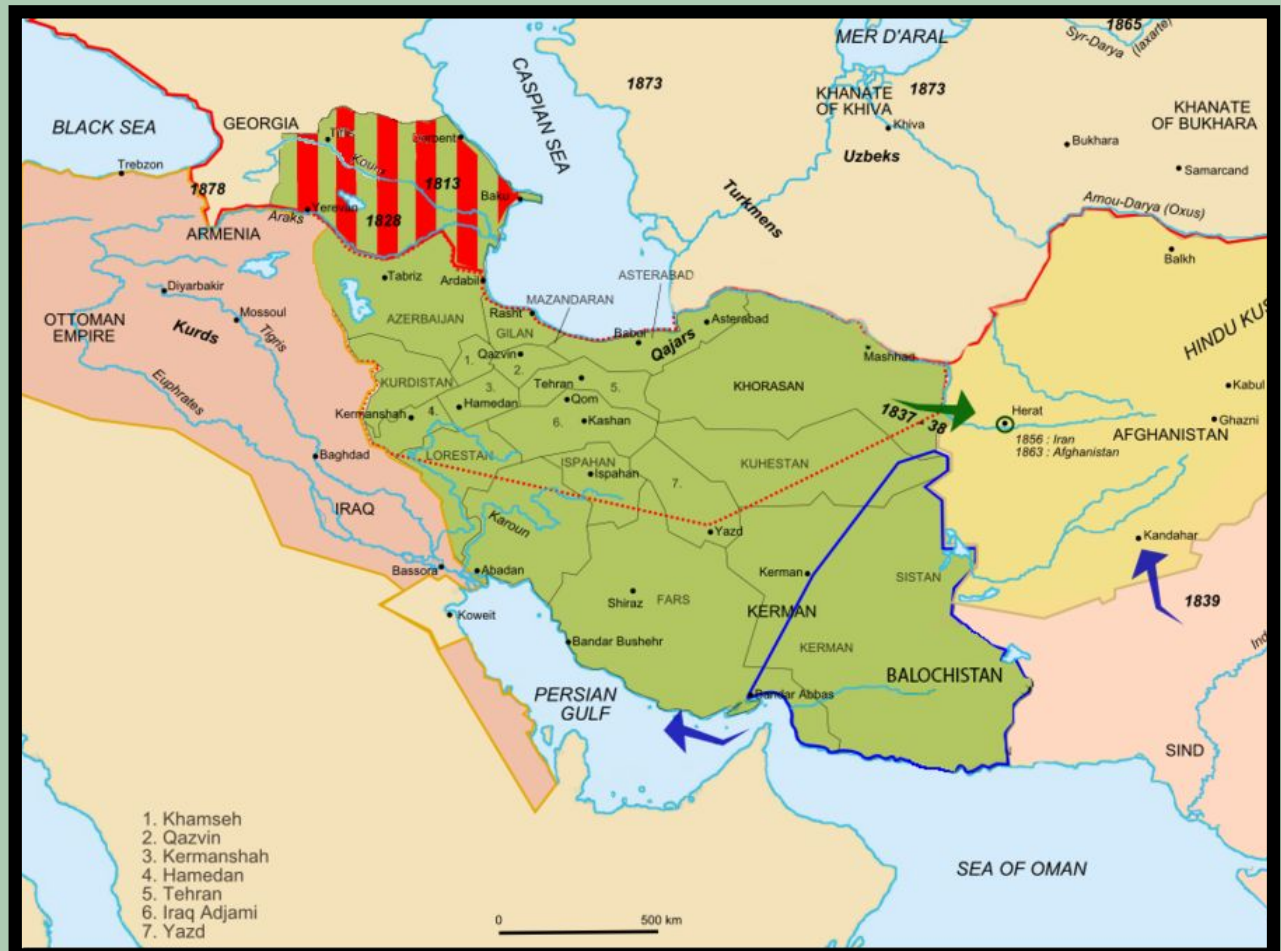 MER D'ARAL
1865
Syr-Darya (Iaxarte)
CASPIAN SEA
1873
KHANATE
OF KHIVA
1873
KHANATE
OF BUKHARA
BLACK SEA
GEORGIA
Khiva
Bukhara
Uzbeks
Samarcand
Trebzon
Koura
1813
1878
Baku
Turkmens
Amou-Darya (Oxus)
Yerevan
1828
Araks
ARMENIA
Balkh
Tabriz
Ardabil
ASTERABAD
Diyarbakir
MAZANDARAN
OTTOMAN
EMPIRE
Mossoul
Kurds
Tigris
AZERBAIJAN
Rasht
GILAN
Babol
Qajars
Asterabad
HINDU KUS
Qazvin
1.
2.
Mashhad
Euphrates
KURDISTAN
3.
Tehran
5.
KHORASAN
Kabul
Kermanshah
4.
Hamedan
Qom
1837 - 38
Herat
Ghazni
6.
Kashan
1856 : Iran
1863 : Afghanistan
AFGHANISTAN
Baghdad
LORESTAN
ISPAHAN
Ispahan
KUHESTAN
7.
IRAQ
Karoun
Yazd
Kandahar
Bassora
Abadan
Kerman
SISTAN
Shiraz
FARS
KERMAN
1839
Koweit
Bandar Bushehr
KERMAN
BALOCHISTAN
PERSIAN
GULF
Bandar Abbas
SIND
1. Khamseh
2. Qazvin
3. Kermanshah
4. Hamedan
5. Tehran
6. Iraq Adjami
7. Yazd
SEA OF OMAN
0
500 km